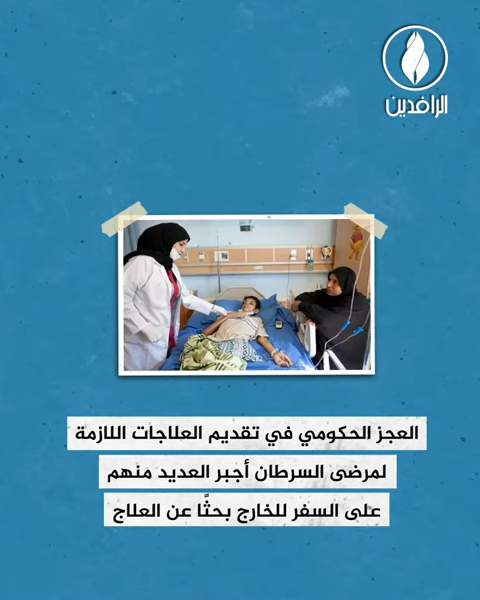 الرافدين
العجز الحكومي في تقديم العلاجات اللازمة
لمرضى السرطان أجبر العديد منهم
على السفر للخارج بحثًا عن العلاج